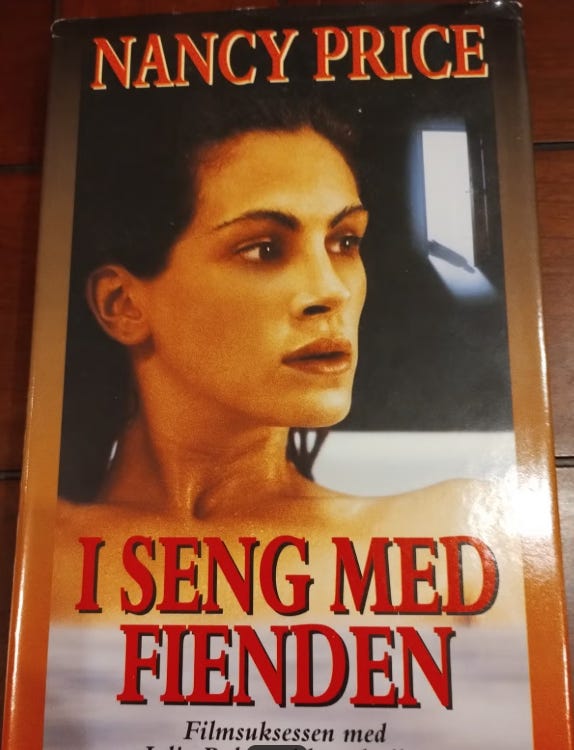 NANCY PRICE
I SENG MED
FIENDEN
Filmsuksessen med